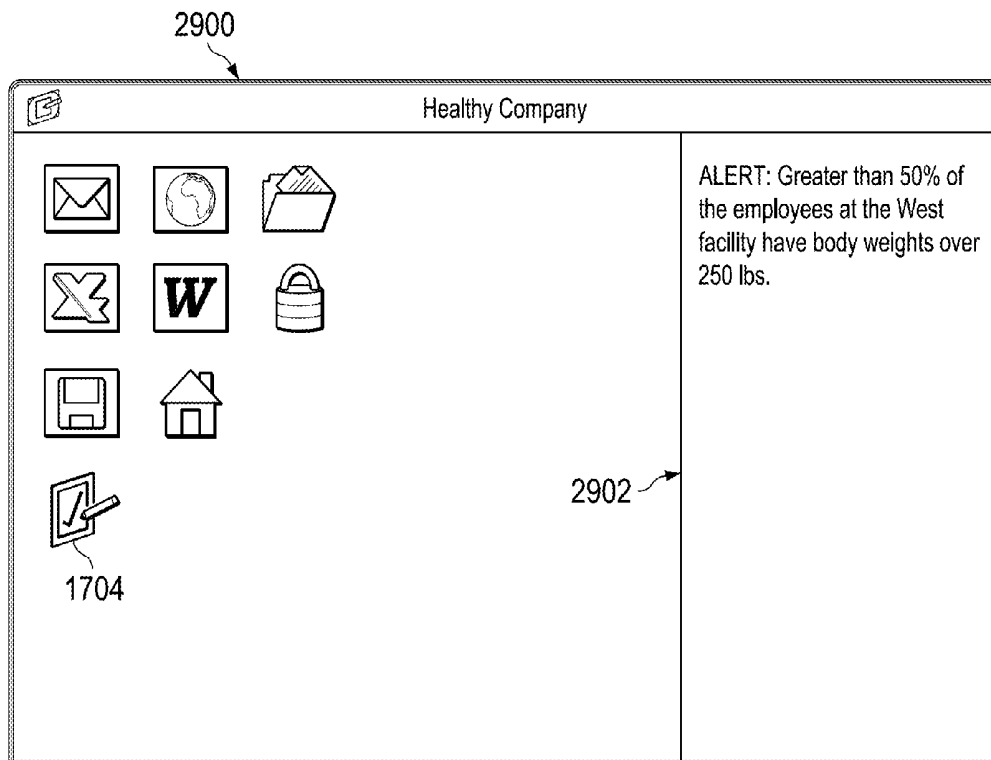 2900
Healthy Company
ALERT: Greater than 50% of
the employees at the West
facility have body weights over
250 lbs.
W
2902
1704